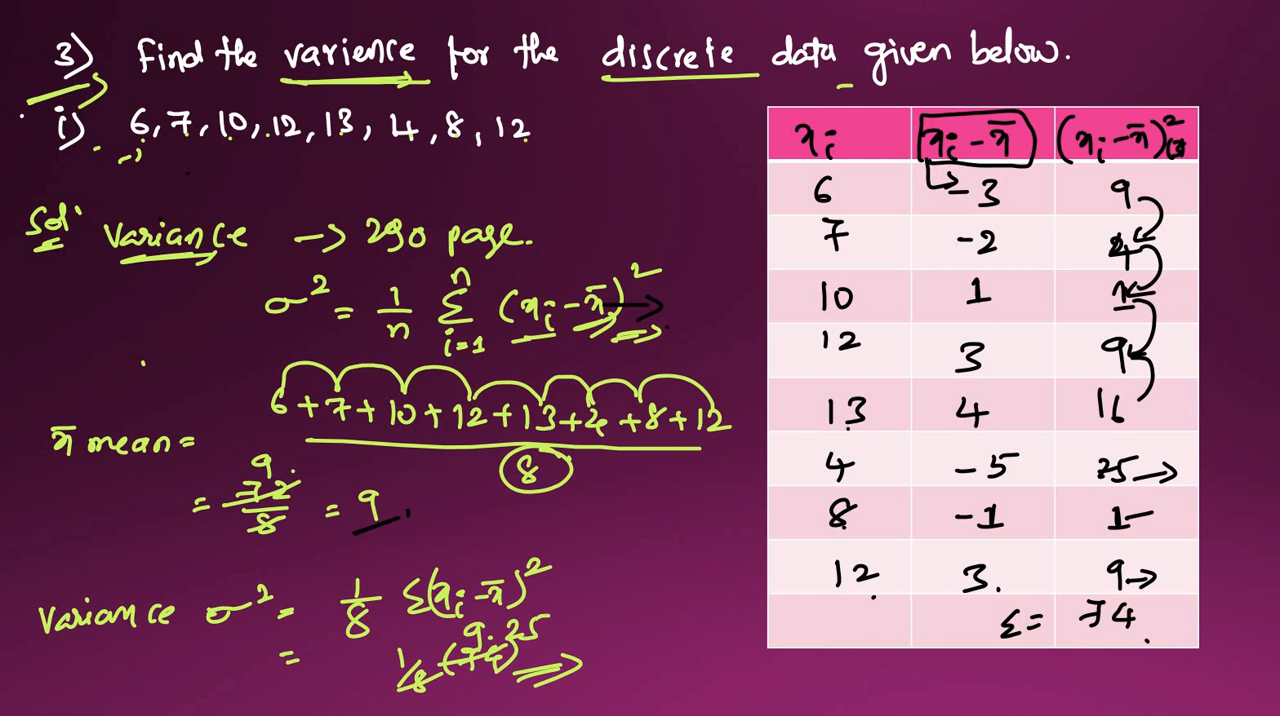 3) Find the varience for the discrete data given below.
i) 6, 7, 10, 12, 13, 4, 8, 12
Sol: Variance → 290 page.
σ² = 1/n Σ i=1 n (xi - x̄)²
x̄ mean = 6+7+10+12+13+4+8+12 / 8
= 72/8 9 = 9
Variance σ² = 1/8 Σ(xi - x̄)²
= 1/8 (74) 9.25
xi | xi - x̄ | (xi - x̄)²
6 | -3 | 9
7 | -2 | 4
10 | 1 | 1
12 | 3 | 9
13 | 4 | 16
4 | -5 | 25
8 | -1 | 1
12 | 3. | 9
Σ = 74.